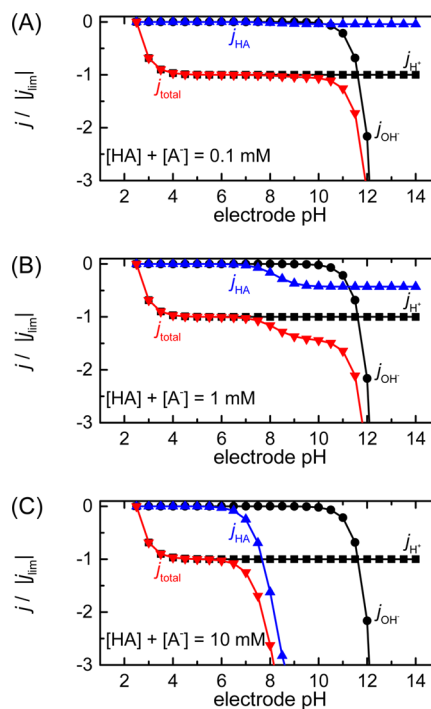 (A)
0
-1
-2
-3
j / |jlim|
jHA
jH+
jtotal
jOH-
[HA] + [A-] = 0.1 mM
2 4 6 8 10 12 14
electrode pH
(B)
0
-1
-2
-3
j / |jlim|
jHA
jH+
jtotal
jOH-
[HA] + [A-] = 1 mM
2 4 6 8 10 12 14
electrode pH
(C)
0
-1
-2
-3
j / |jlim|
jHA
jH+
jtotal
jOH-
[HA] + [A-] = 10 mM
2 4 6 8 10 12 14
electrode pH